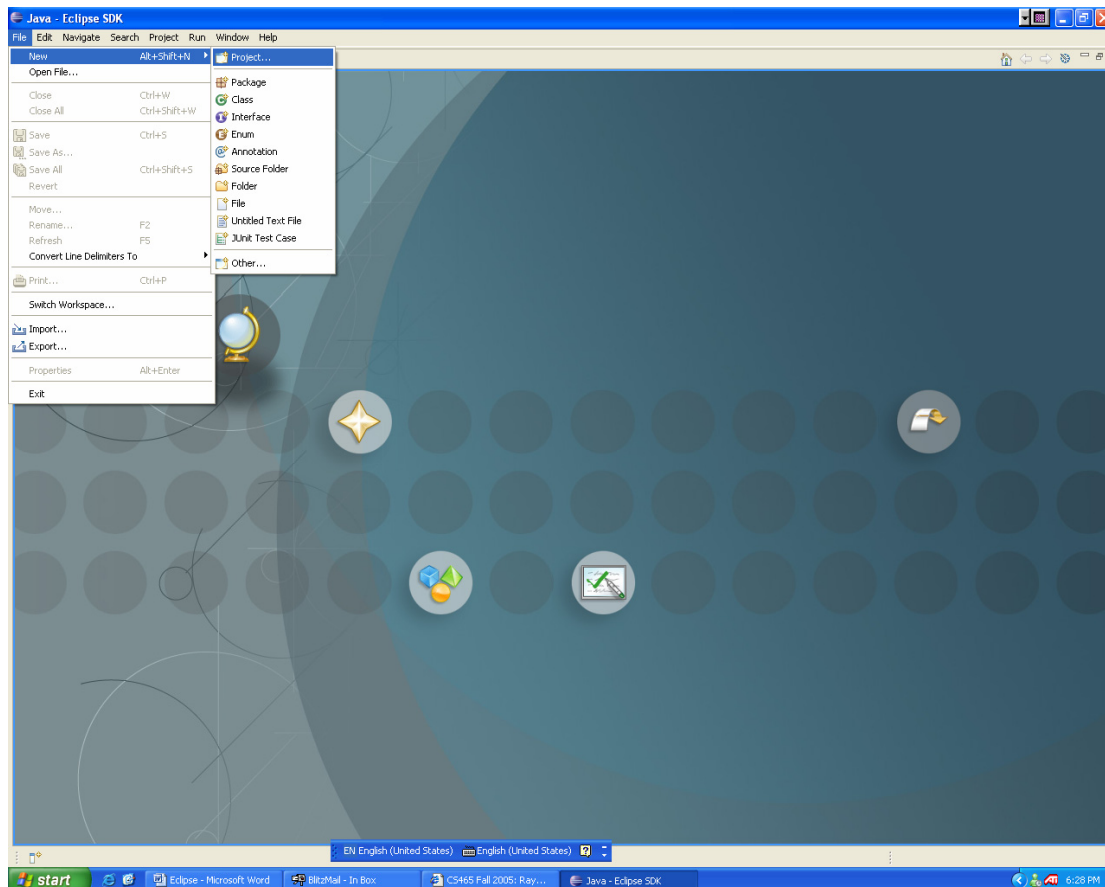 Java - Eclipse SDK
File Edit Navigate Search Project Run Window Help
New Alt+Shift+N
Open File...
Close Ctrl+W
Close All Ctrl+Shift+W
Save Ctrl+S
Save As...
Save All Ctrl+Shift+S
Revert
Move...
Rename... F2
Refresh F5
Convert Line Delimiters To
Print... Ctrl+P
Switch Workspace...
Import...
Export...
Properties Alt+Enter
Exit
Project...
Package
Class
Interface
Enum
Annotation
Source Folder
Folder
File
Untitled Text File
JUnit Test Case
Other...
EN English (United States) English (United States)
start Eclipse - Microsoft Word BlitzMail - In Box CS465 Fall 2005: Ray... Java - Eclipse SDK ATI 6:28 PM